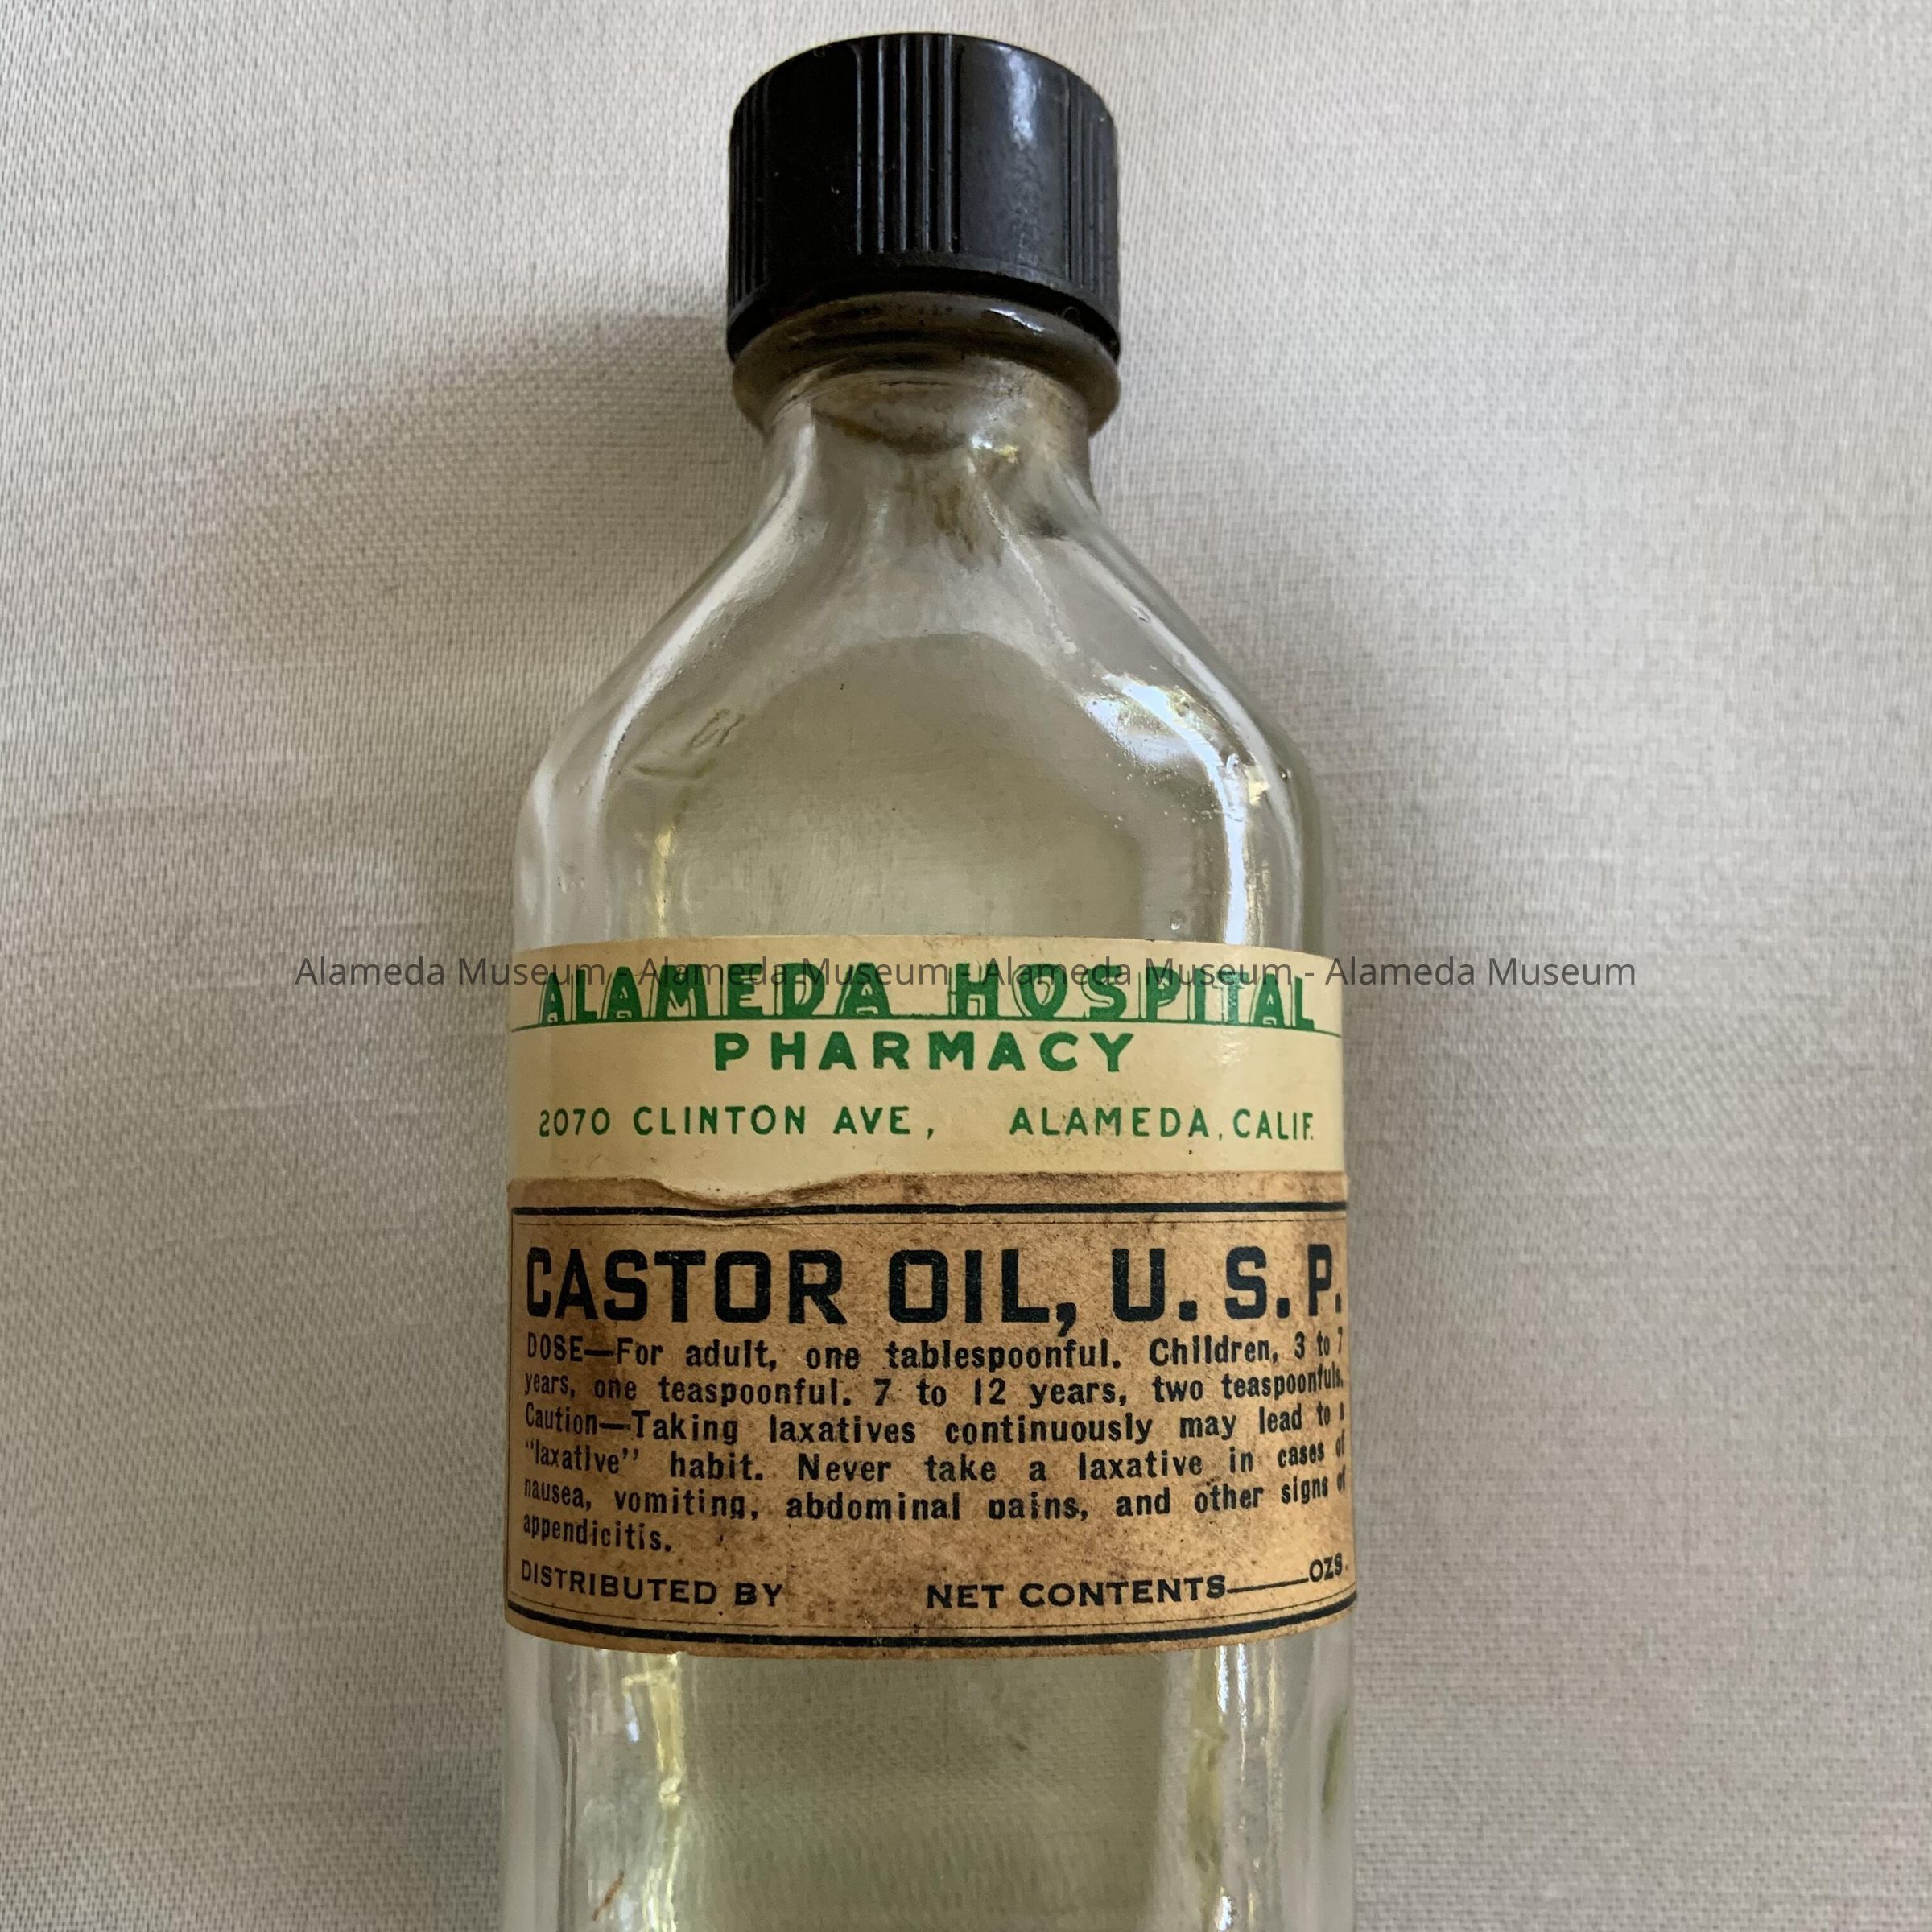 Alameda Museum - Alameda Museum - Alameda Museum - Alameda Museum
ALAMEDA HOSPITAL
PHARMACY
2070 CLINTON AVE, ALAMEDA, CALIF.
CASTOR OIL, U. S. P.
DOSE—For adult, one tablespoonful. Children, 3 to 7
years, one teaspoonful. 7 to 12 years, two teaspoonfuls.
Caution—Taking laxatives continuously may lead to a
"laxative" habit. Never take a laxative in cases of
nausea, vomiting, abdominal pains, and other signs of
appendicitis.
DISTRIBUTED BY NET CONTENTS——OZS.